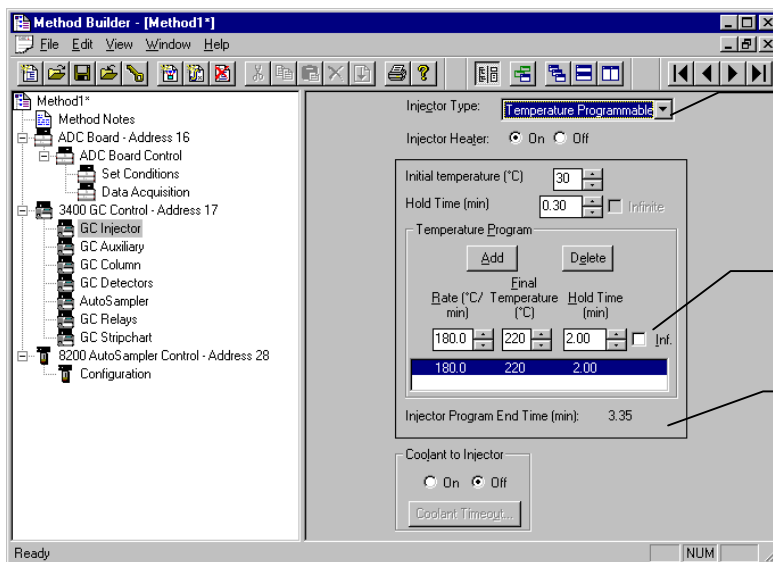 Method Builder - [Method1*]
File Edit View Window Help
Method1*
Method Notes
ADC Board - Address 16
ADC Board Control
Set Conditions
Data Acquisition
3400 GC Control - Address 17
GC Injector
GC Auxiliary
GC Column
GC Detectors
AutoSampler
GC Relays
GC Stripchart
8200 AutoSampler Control - Address 28
Configuration
Injector Type: Temperature Programmable
Injector Heater: On Off
Initial temperature (°C) 30
Hold Time (min) 0.30 Infinite
Temperature Program
Add Delete
Rate (°C/min) Final Temperature (°C) Hold Time (min)
180.0 220 2.00 Inf.
180.0 220 2.00
Injector Program End Time (min): 3.35
Coolant to Injector
On Off
Coolant Timeout...
Ready NUM